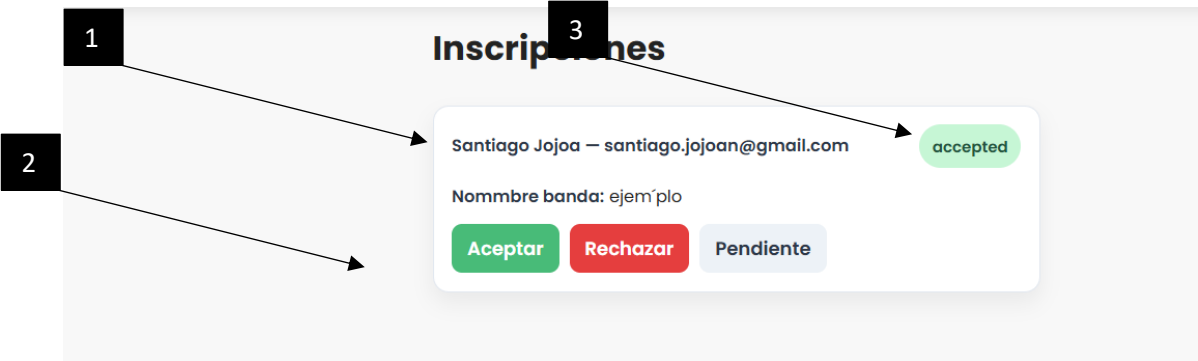 1
3
Inscripciones
Santiago Jojoa — santiago.jojoan@gmail.com
accepted
2
Nommbre banda: ejem´plo
Aceptar
Rechazar
Pendiente